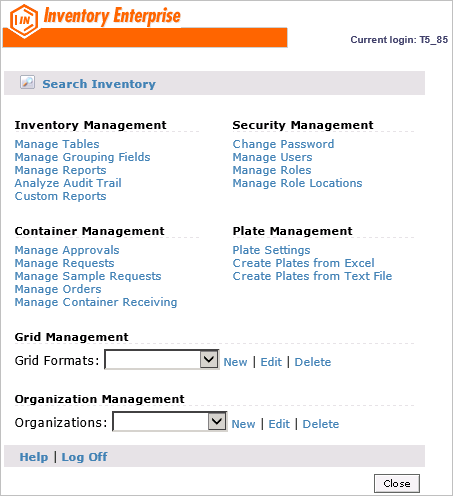 IN Inventory Enterprise
Current login: T5_85
Search Inventory
Inventory Management
Manage Tables
Manage Grouping Fields
Manage Reports
Analyze Audit Trail
Custom Reports
Security Management
Change Password
Manage Users
Manage Roles
Manage Role Locations
Container Management
Manage Approvals
Manage Requests
Manage Sample Requests
Manage Orders
Manage Container Receiving
Plate Management
Plate Settings
Create Plates from Excel
Create Plates from Text File
Grid Management
Grid Formats: New | Edit | Delete
Organization Management
Organizations: New | Edit | Delete
Help | Log Off
Close